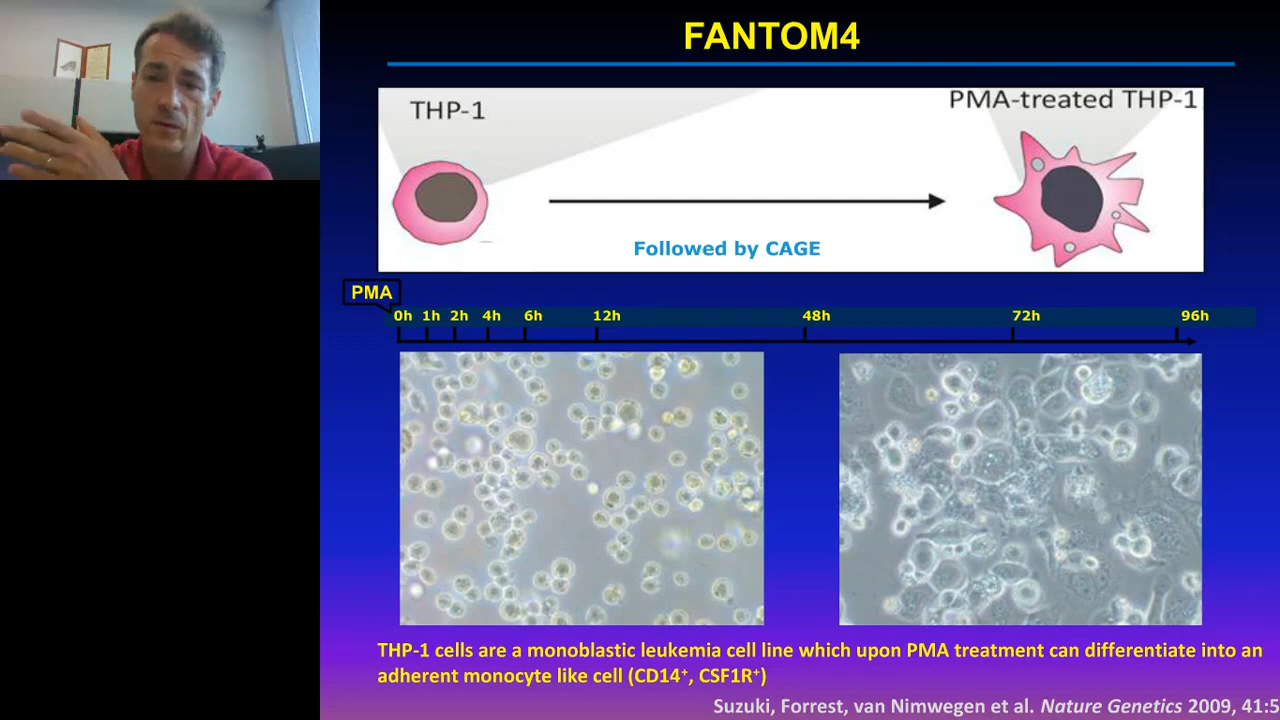 FANTOM4
THP-1
PMA-treated THP-1
Followed by CAGE
PMA
0h 1h 2h 4h 6h 12h 48h 72h 96h
THP-1 cells are a monoblastic leukemia cell line which upon PMA treatment can differentiate into an
adherent monocyte like cell (CD14⁺, CSF1R⁺)
Suzuki, Forrest, van Nimwegen et al. Nature Genetics 2009, 41:5